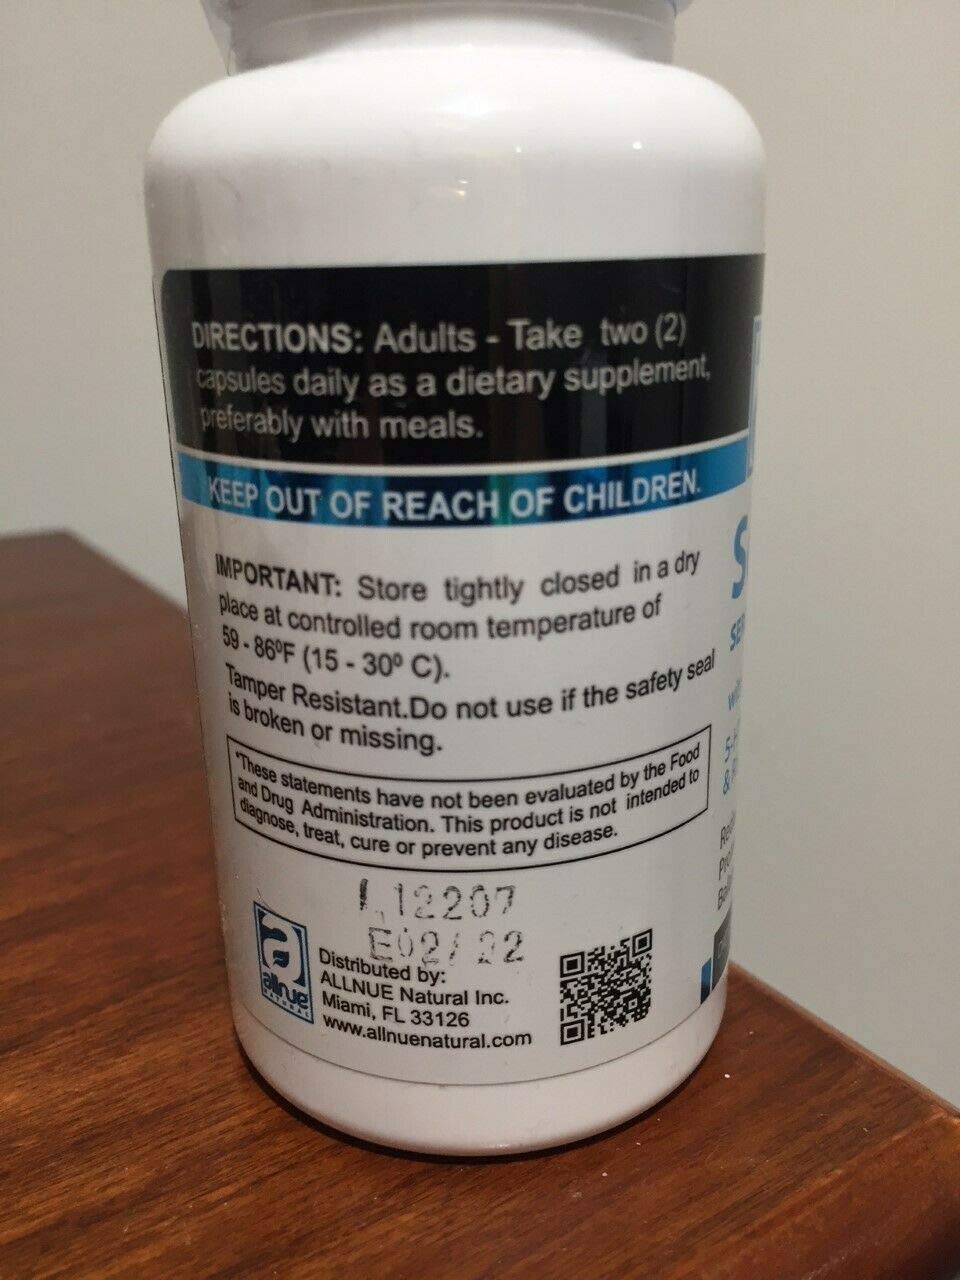 DIRECTIONS: Adults - Take two (2)
capsules daily as a dietary supplement,
preferably with meals.
KEEP OUT OF REACH OF CHILDREN.
IMPORTANT: Store tightly closed in a dry
place at controlled room temperature of
59 - 86ºF (15 - 30º C).
Tamper Resistant.Do not use if the safety seal
is broken or missing.
*These statements have not been evaluated by the Food
and Drug Administration. This product is not intended to
diagnose, treat, cure or prevent any disease.
L12207
E02/22
allnue
NATURAL
Distributed by:
ALLNUE Natural Inc.
Miami, FL 33126
www.allnuenatural.com